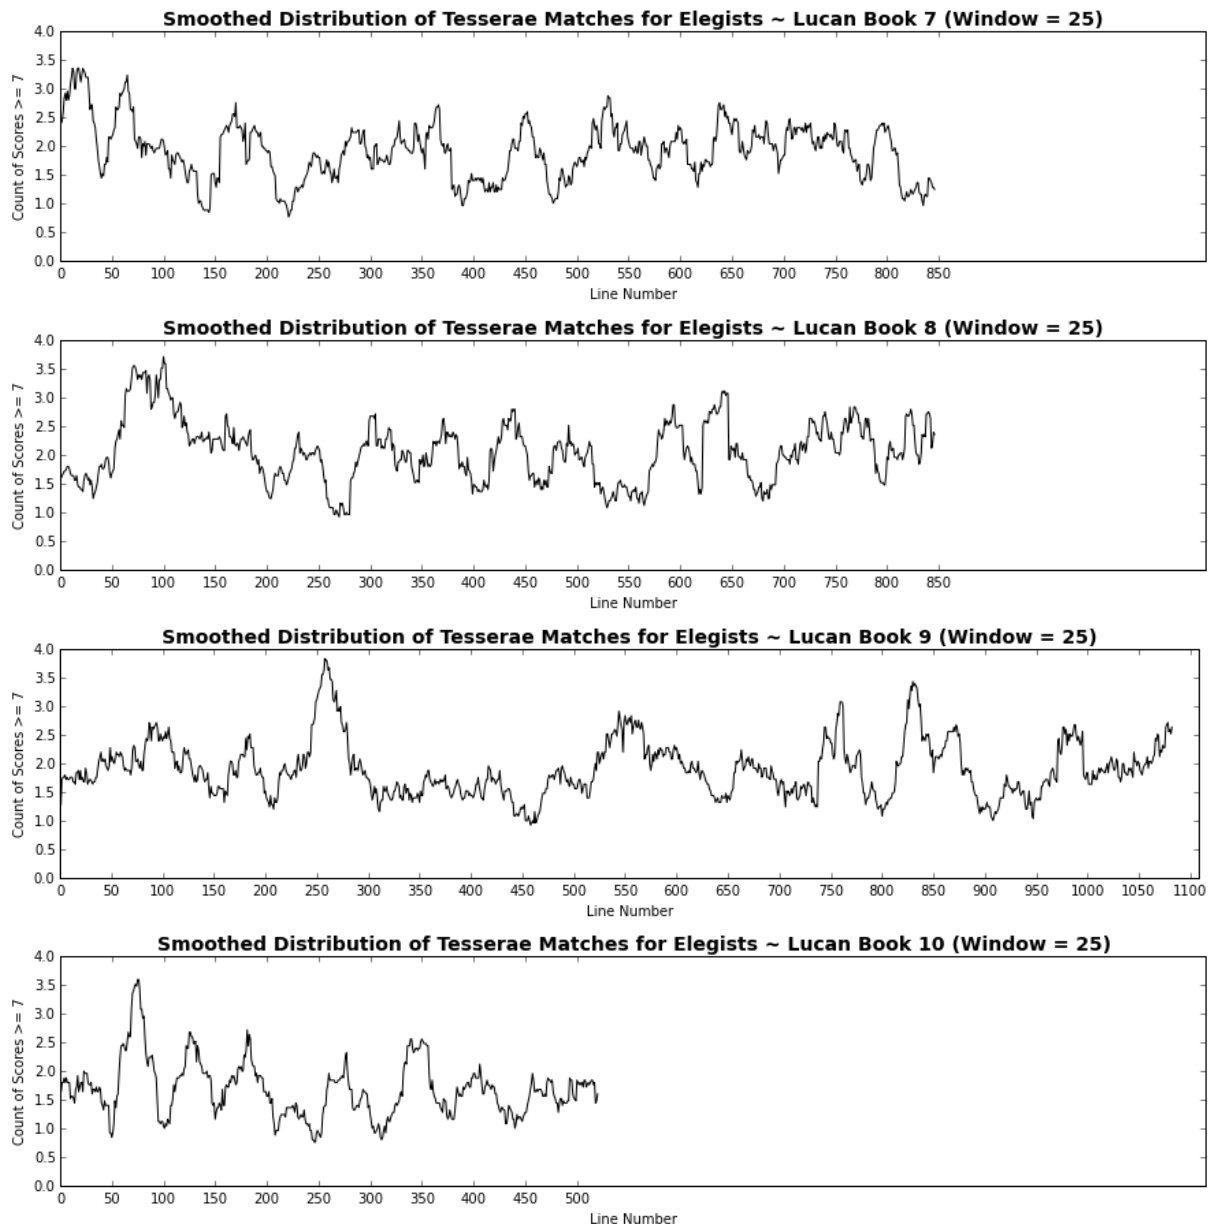 Smoothed Distribution of Tesserae Matches for Elegists ~ Lucan Book 7 (Window = 25)
4.0
3.5
3.0
2.5
2.0
1.5
1.0
0.5
0.0
Count of Scores >= 7
0 50 100 150 200 250 300 350 400 450 500 550 600 650 700 750 800 850
Line Number
Smoothed Distribution of Tesserae Matches for Elegists ~ Lucan Book 8 (Window = 25)
4.0
3.5
3.0
2.5
2.0
1.5
1.0
0.5
0.0
Count of Scores >= 7
0 50 100 150 200 250 300 350 400 450 500 550 600 650 700 750 800 850
Line Number
Smoothed Distribution of Tesserae Matches for Elegists ~ Lucan Book 9 (Window = 25)
4.0
3.5
3.0
2.5
2.0
1.5
1.0
0.5
0.0
Count of Scores >= 7
0 50 100 150 200 250 300 350 400 450 500 550 600 650 700 750 800 850 900 950 1000 1050 1100
Line Number
Smoothed Distribution of Tesserae Matches for Elegists ~ Lucan Book 10 (Window = 25)
4.0
3.5
3.0
2.5
2.0
1.5
1.0
0.5
0.0
Count of Scores >= 7
0 50 100 150 200 250 300 350 400 450 500
Line Number